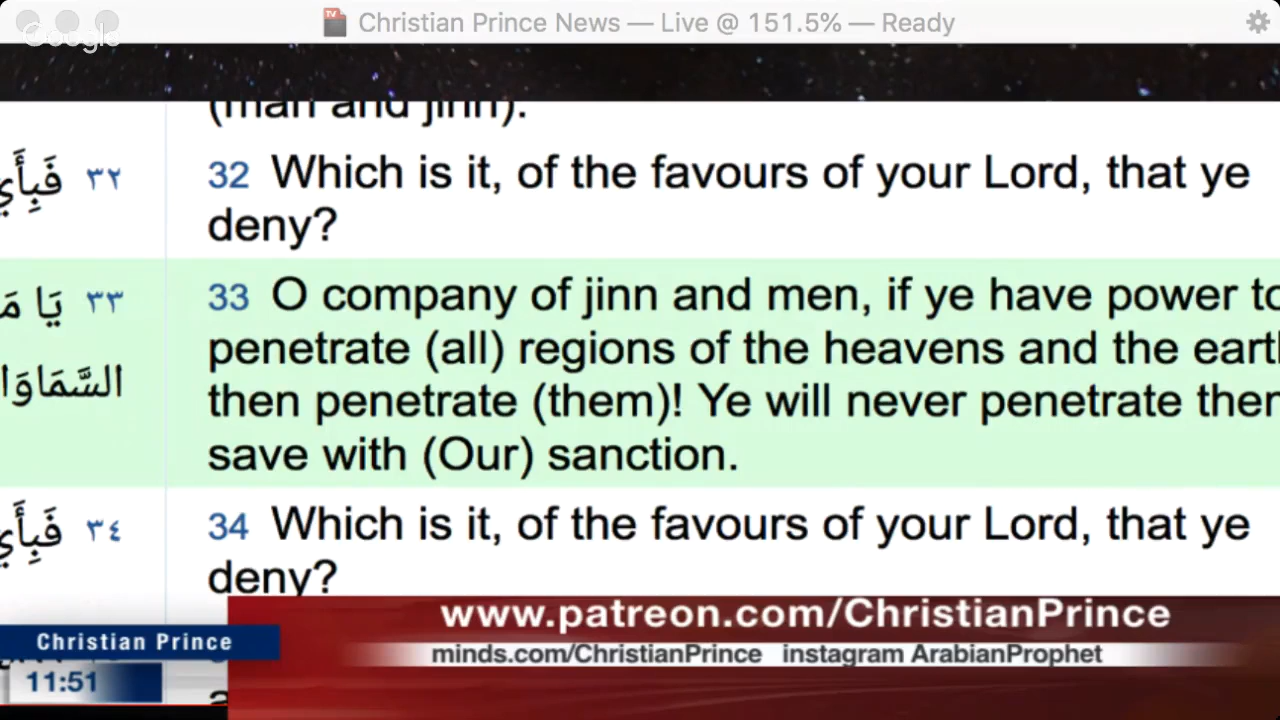 Christian Prince News — Live @ 151.5% — Ready
Google
(man and jinn).
٣٢ فَبِأَي
32 Which is it, of the favours of your Lord, that ye
deny?
٣٣ يَا مَ
33 O company of jinn and men, if ye have power to
السَّمَاوَا
penetrate (all) regions of the heavens and the earth
then penetrate (them)! Ye will never penetrate them
save with (Our) sanction.
٣٤ فَبِأَي
34 Which is it, of the favours of your Lord, that ye
deny?
www.patreon.com/ChristianPrince
Christian Prince
minds.com/ChristianPrince instagram ArabianProphet
11:51